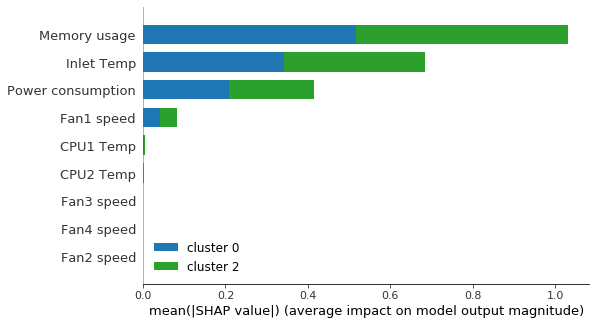 Memory usage
Inlet Temp
Power consumption
Fan1 speed
CPU1 Temp
CPU2 Temp
Fan3 speed
Fan4 speed
Fan2 speed
cluster 0
cluster 2
0.0 0.2 0.4 0.6 0.8 1.0
mean(|SHAP value|) (average impact on model output magnitude)